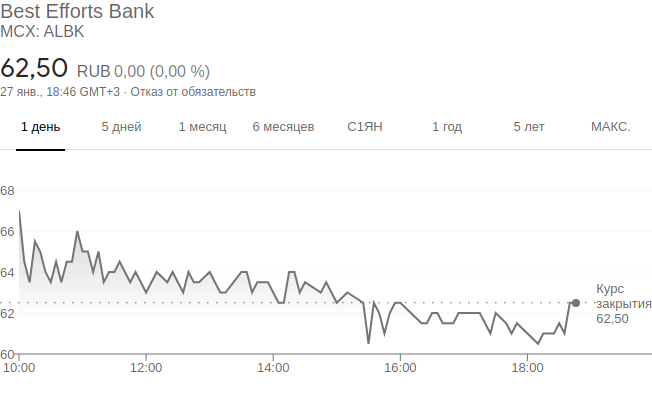 Best Efforts Bank
MCX: ALBK
62,50 RUB 0,00 (0,00 %)
27 янв., 18:46 GMT+3 · Отказ от обязательств
1 день 5 дней 1 месяц 6 месяцев С1ЯН 1 год 5 лет МАКС.
68
66
64
Курс
закрытия
62
62,50
60
10:00 12:00 14:00 16:00 18:00